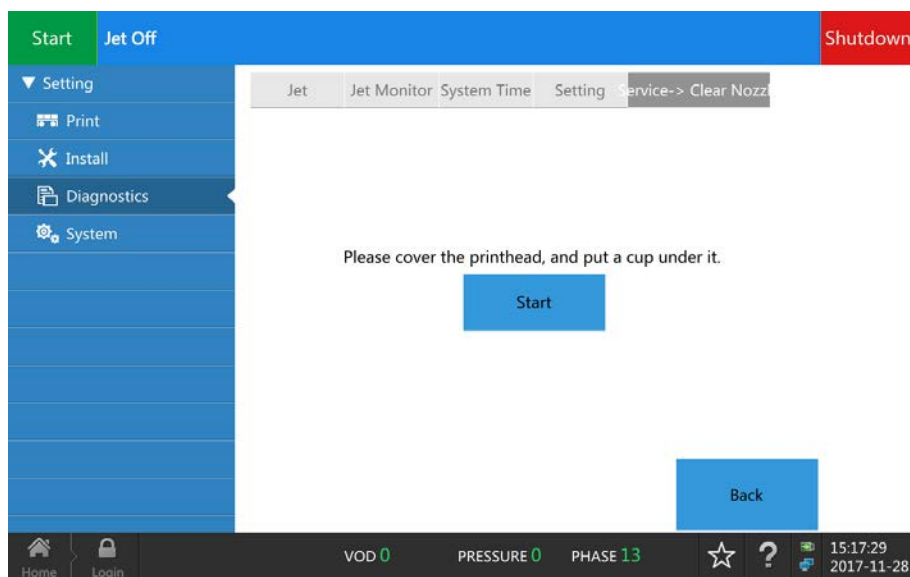 Start Jet Off Shutdown
▼ Setting
Print
Install
Diagnostics
System
Jet Jet Monitor System Time Setting Service-> Clear Nozzl
Please cover the printhead, and put a cup under it.
Start
Back
Home Login
VOD 0 PRESSURE 0 PHASE 13
?
15:17:29
2017-11-28